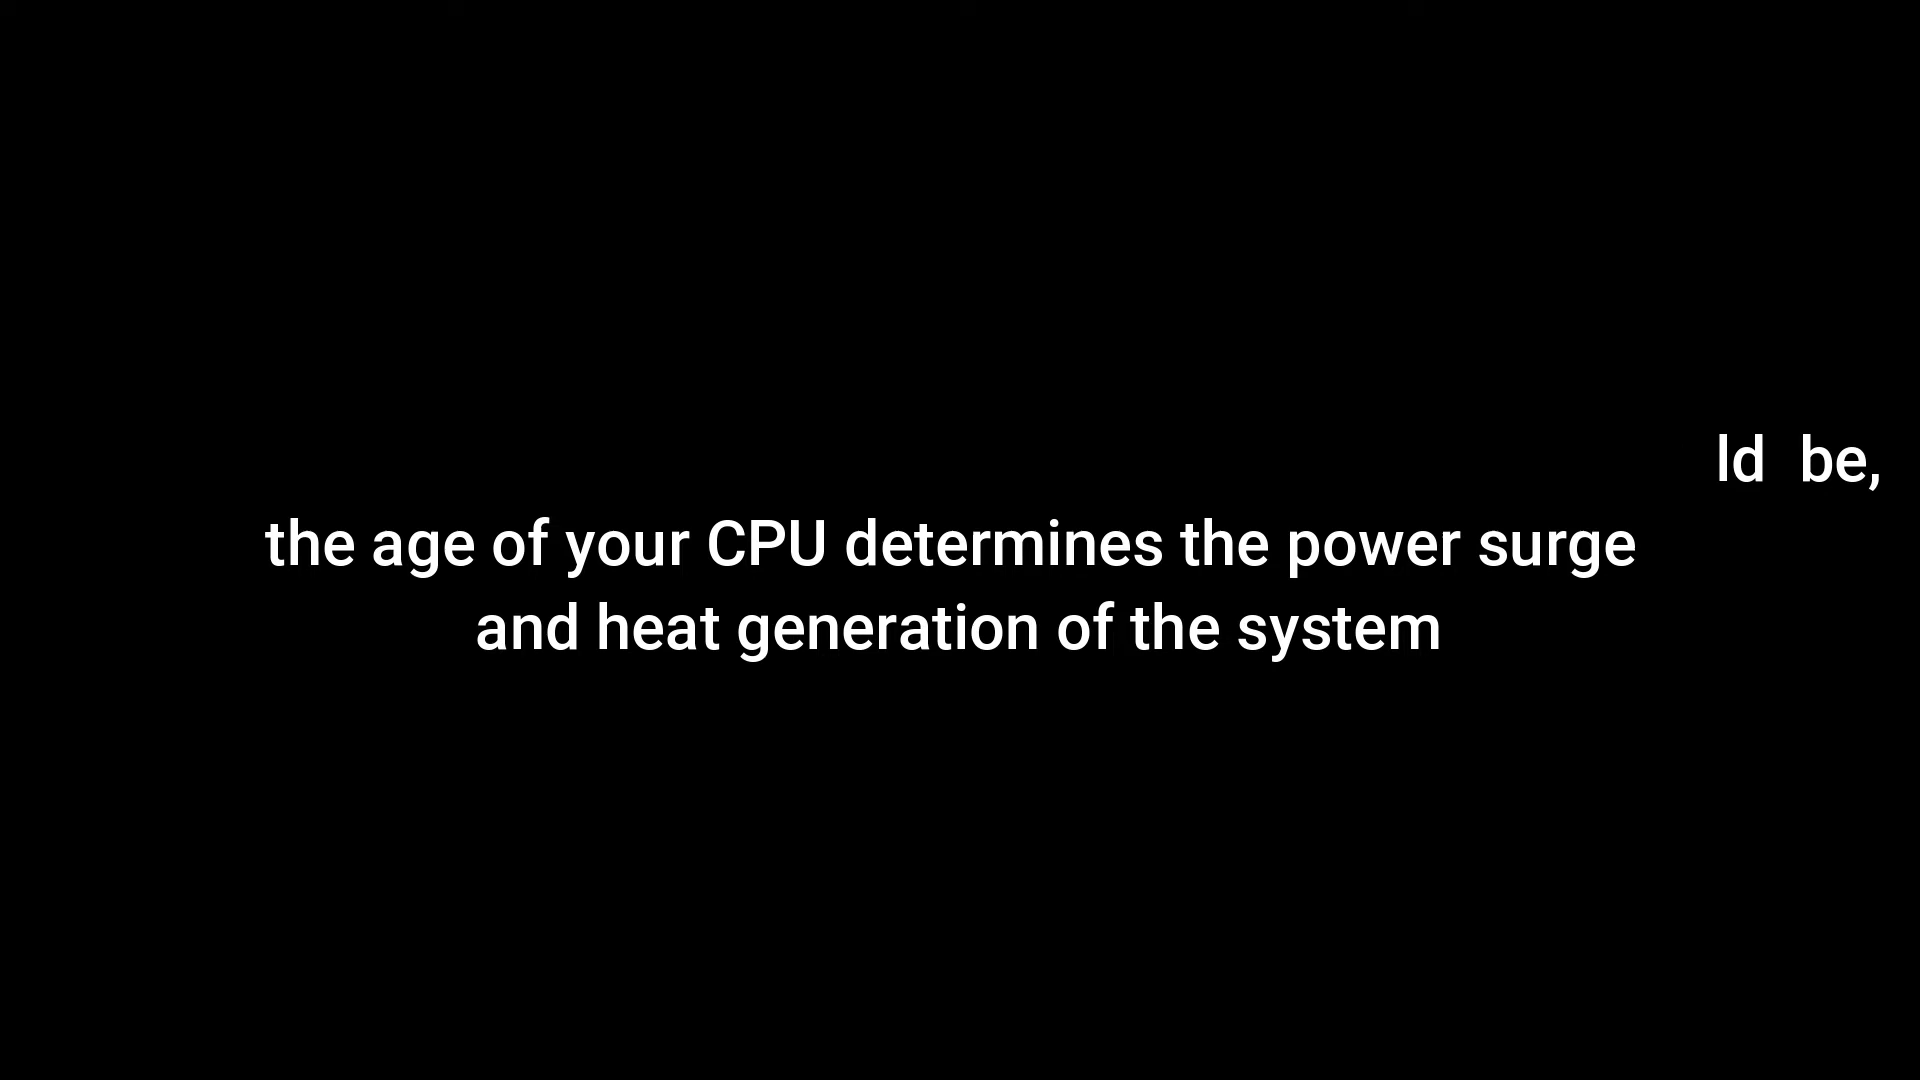 ld be,
the age of your CPU determines the power surge
and heat generation of the system